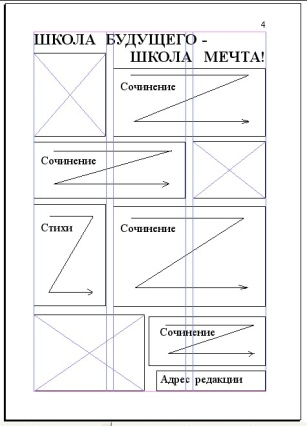 4
ШКОЛА БУДУЩЕГО -
ШКОЛА МЕЧТА!
Сочинение
Сочинение
Стихи
Сочинение
Сочинение
Адрес редакции